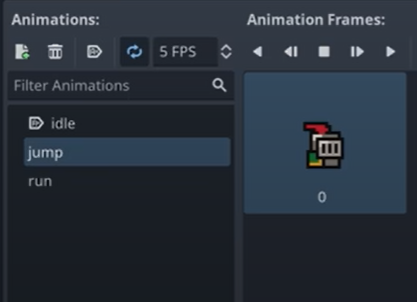 Animations:
Animation Frames:
5 FPS
Filter Animations
idle
jump
run
0